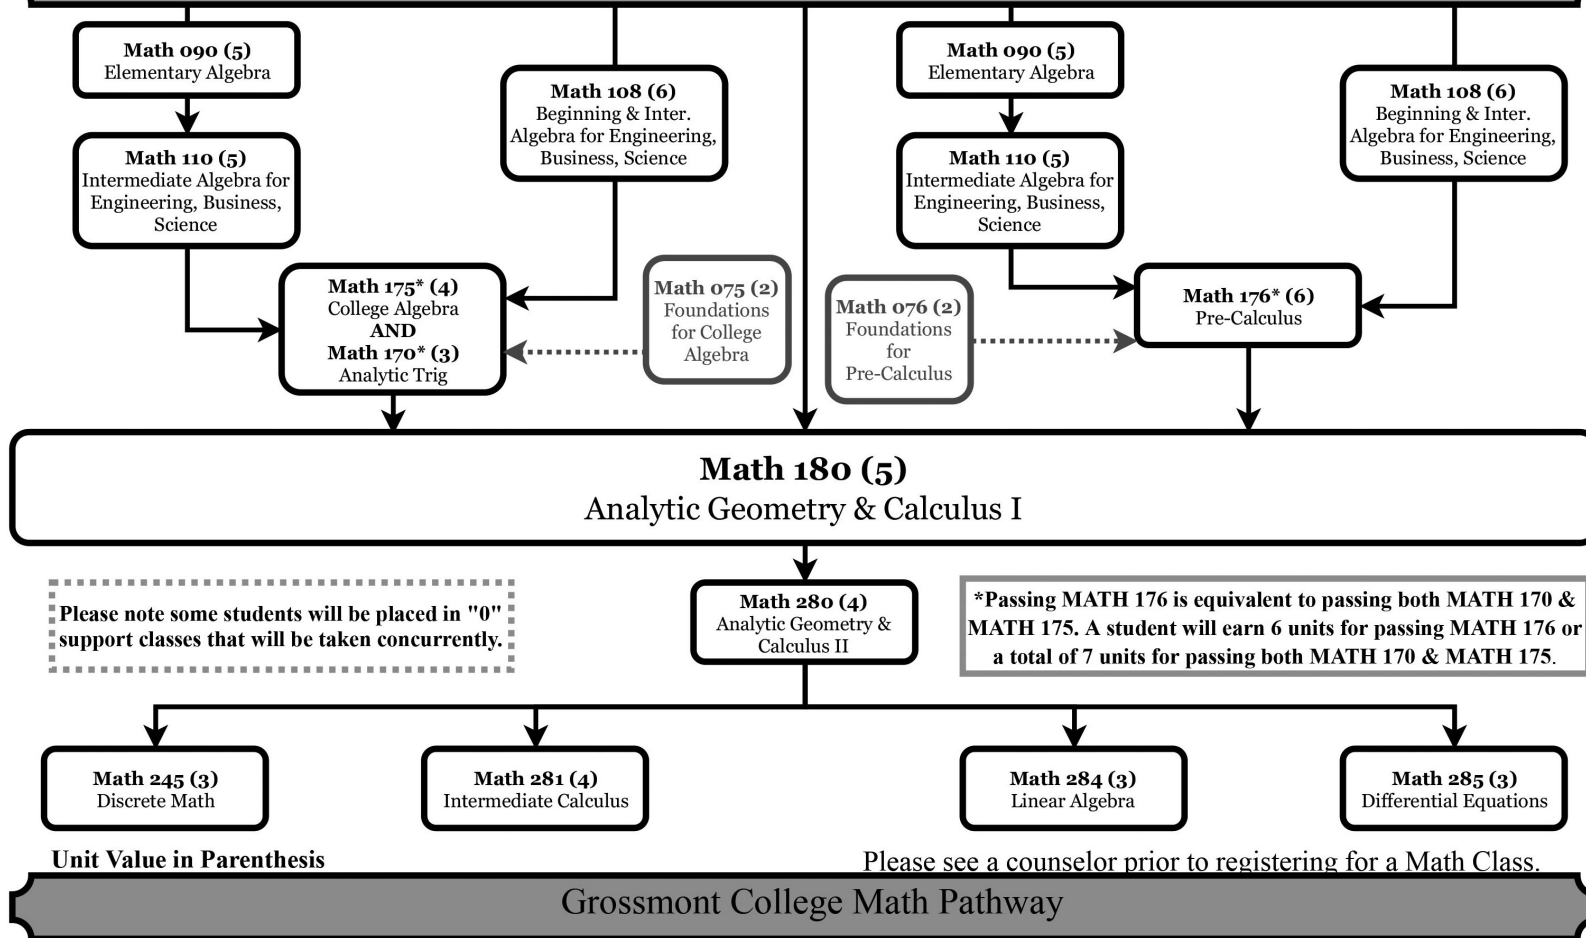 Math 090 (5)
Elementary Algebra
Math 108 (6)
Beginning & Inter.
Algebra for Engineering,
Business, Science
Math 090 (5)
Elementary Algebra
Math 108 (6)
Beginning & Inter.
Algebra for Engineering,
Business, Science
Math 110 (5)
Intermediate Algebra for
Engineering, Business,
Science
Math 110 (5)
Intermediate Algebra for
Engineering, Business,
Science
Math 175* (4)
College Algebra
AND
Math 170* (3)
Analytic Trig
Math 075 (2)
Foundations
for College
Algebra
Math 076 (2)
Foundations
for
Pre-Calculus
Math 176* (6)
Pre-Calculus
Math 180 (5)
Analytic Geometry & Calculus I
Please note some students will be placed in "0"
support classes that will be taken concurrently.
Math 280 (4)
Analytic Geometry &
Calculus II
*Passing MATH 176 is equivalent to passing both MATH 170 &
MATH 175. A student will earn 6 units for passing MATH 176 or
a total of 7 units for passing both MATH 170 & MATH 175.
Math 245 (3)
Discrete Math
Math 281 (4)
Intermediate Calculus
Math 284 (3)
Linear Algebra
Math 285 (3)
Differential Equations
Unit Value in Parenthesis
Please see a counselor prior to registering for a Math Class.
Grossmont College Math Pathway